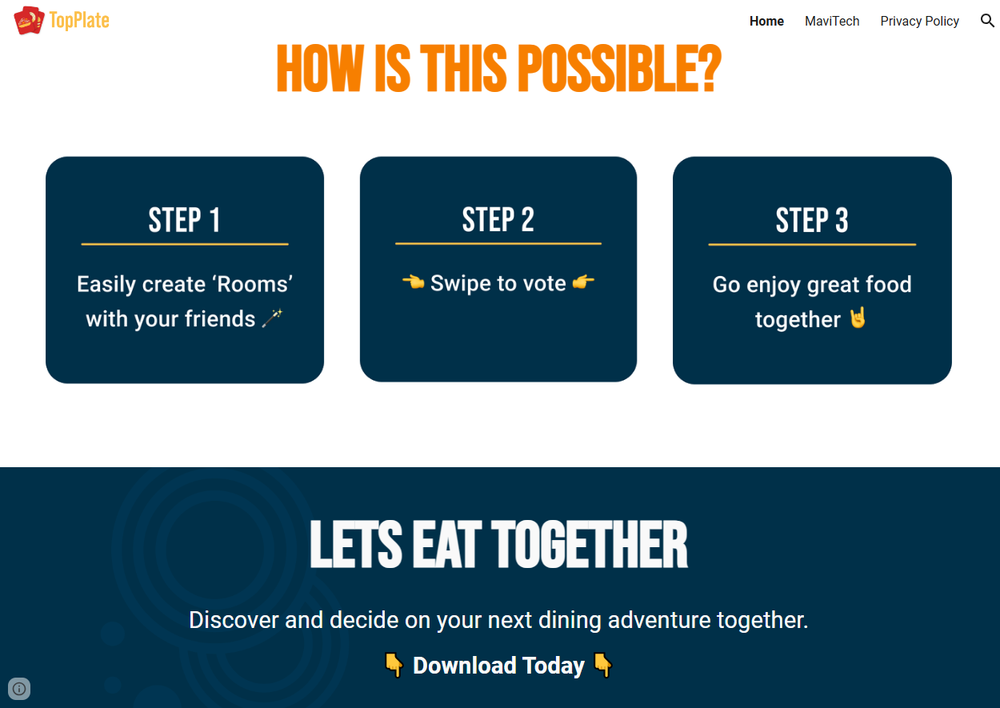 TopPlate
Home MaviTech Privacy Policy
HOW IS THIS POSSIBLE?
STEP 1
Easily create ‘Rooms’
with your friends 🪄
STEP 2
👈 Swipe to vote 👉
STEP 3
Go enjoy great food
together 🤘
LETS EAT TOGETHER
Discover and decide on your next dining adventure together.
👇 Download Today 👇